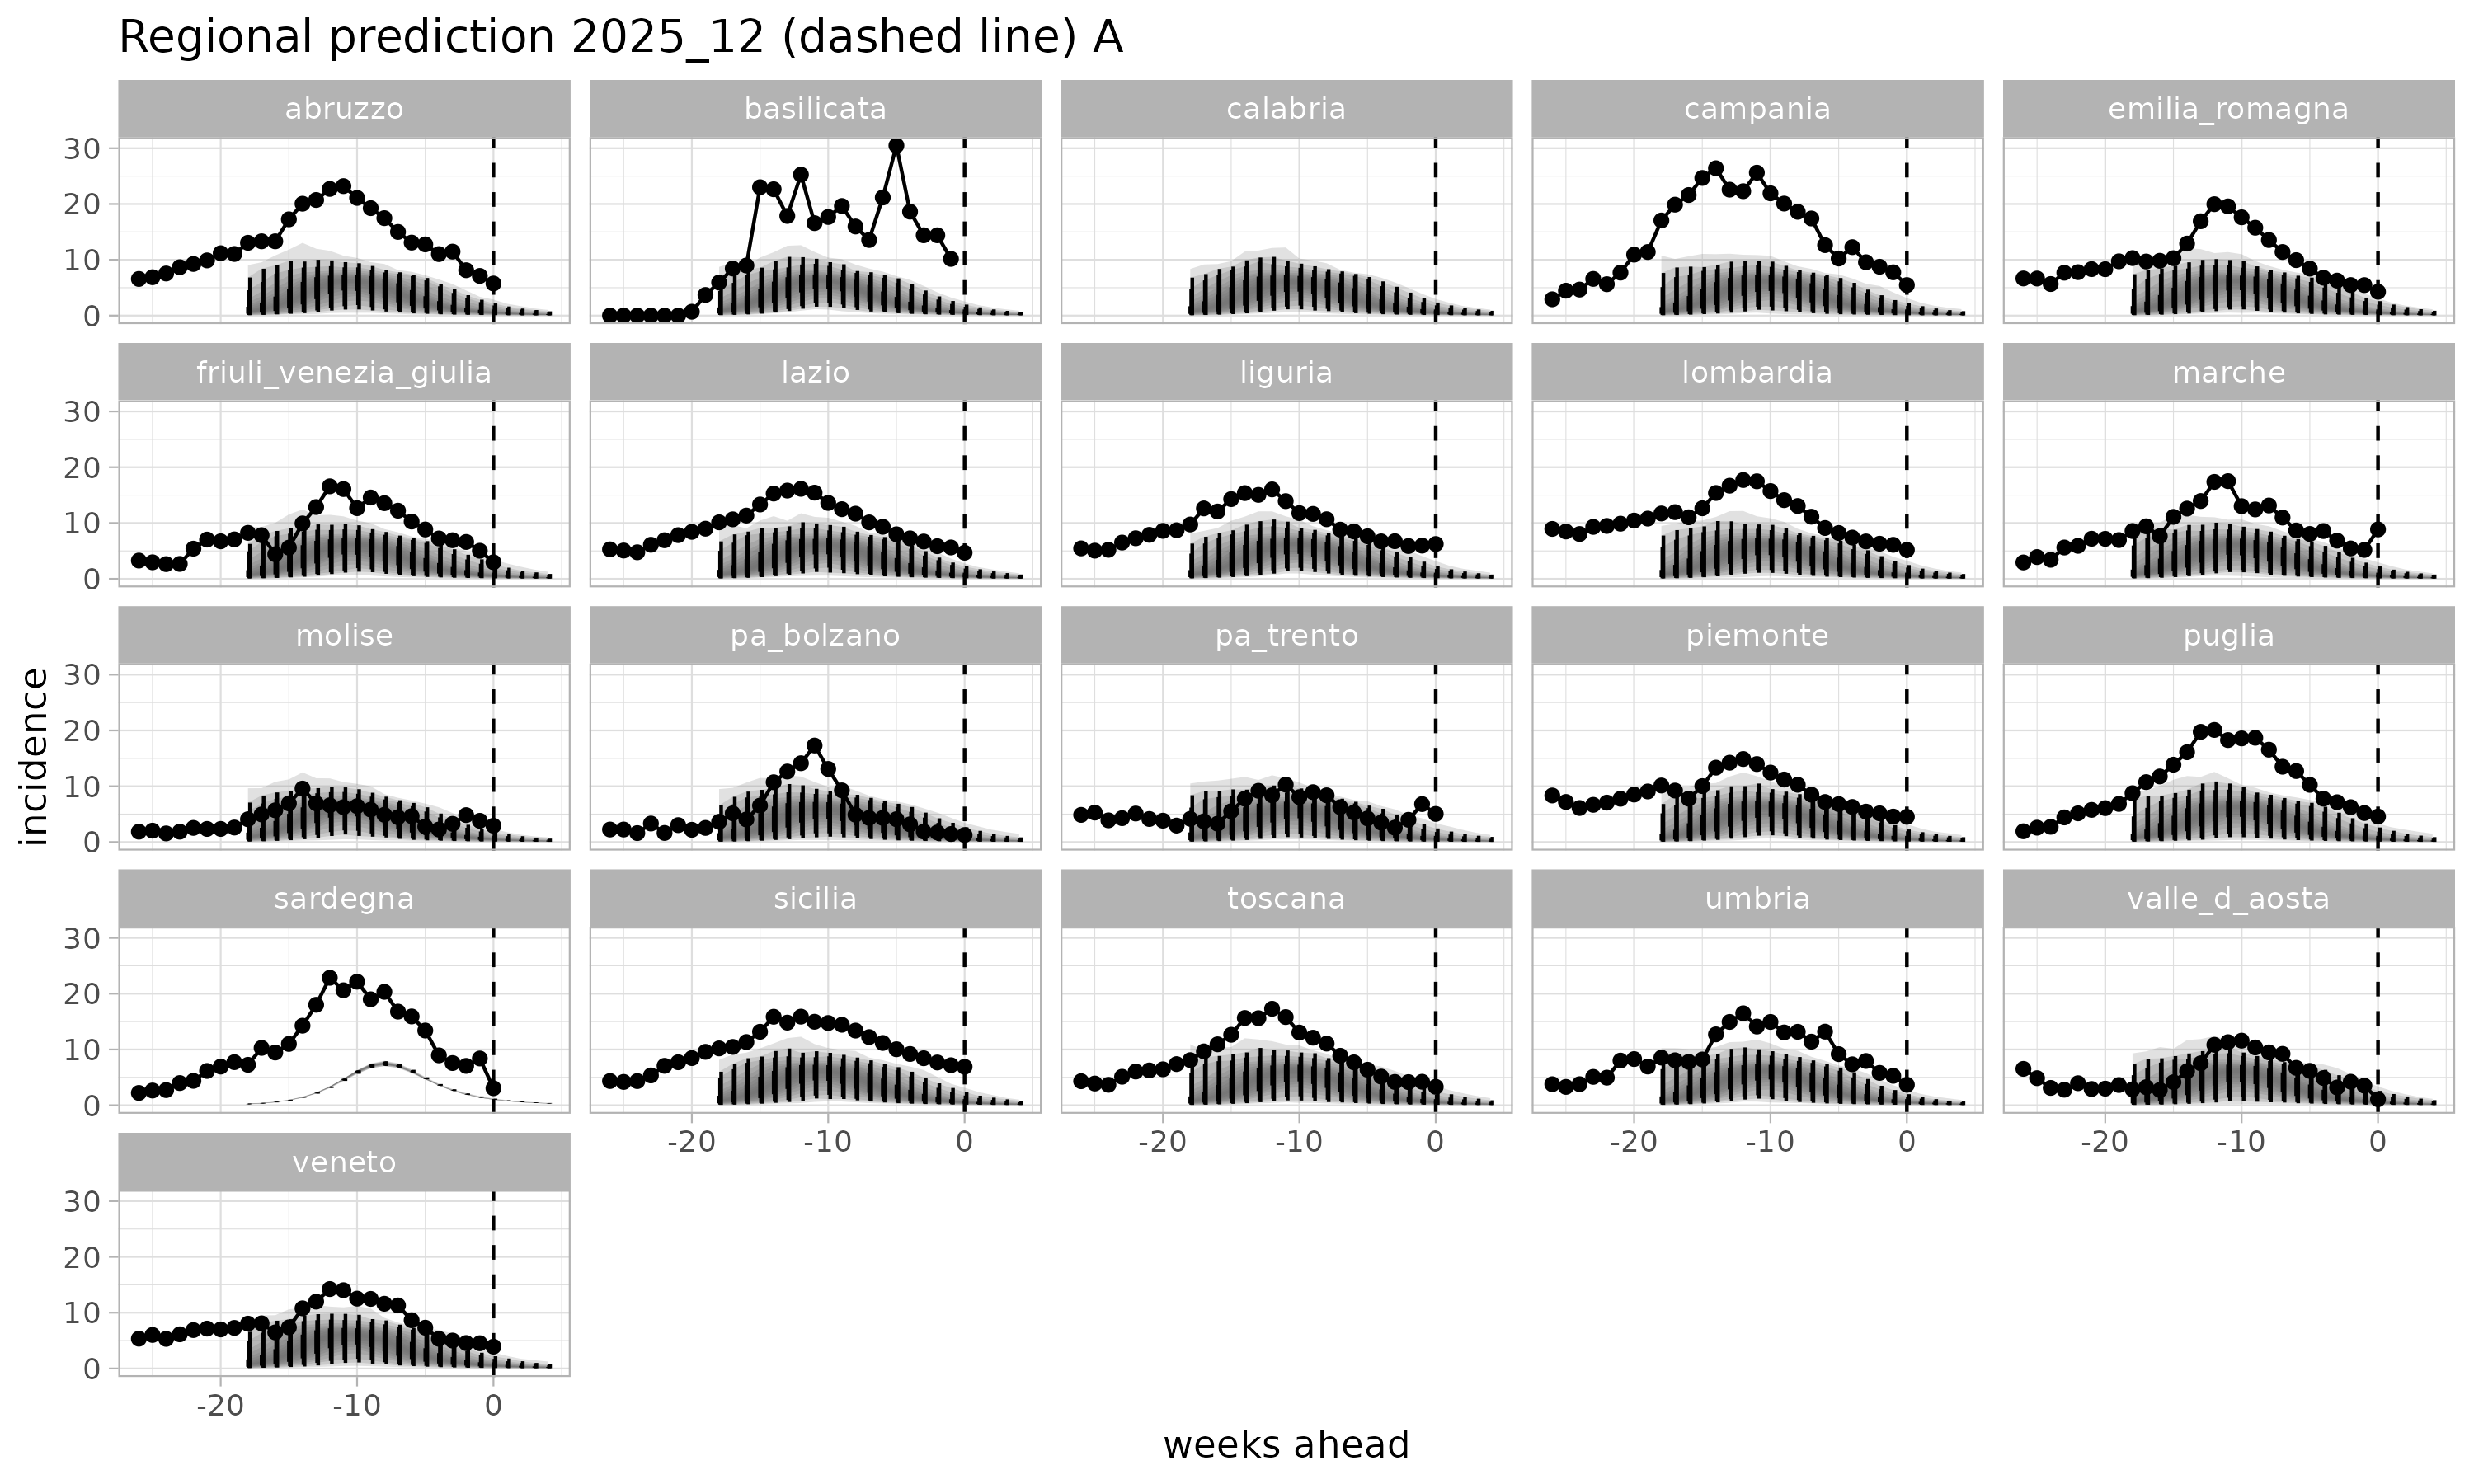 Regional prediction 2025_12 (dashed line) A
abruzzo
basilicata
calabria
campania
emilia_romagna
30
20
10
0
friuli_venezia_giulia
lazio
liguria
lombardia
marche
30
20
10
0
molise
pa_bolzano
pa_trento
piemonte
puglia
30
20
10
0
incidence
sardegna
sicilia
toscana
umbria
valle_d_aosta
30
20
10
0
-20 -10 0
-20 -10 0
-20 -10 0
-20 -10 0
veneto
30
20
10
0
-20 -10 0
weeks ahead